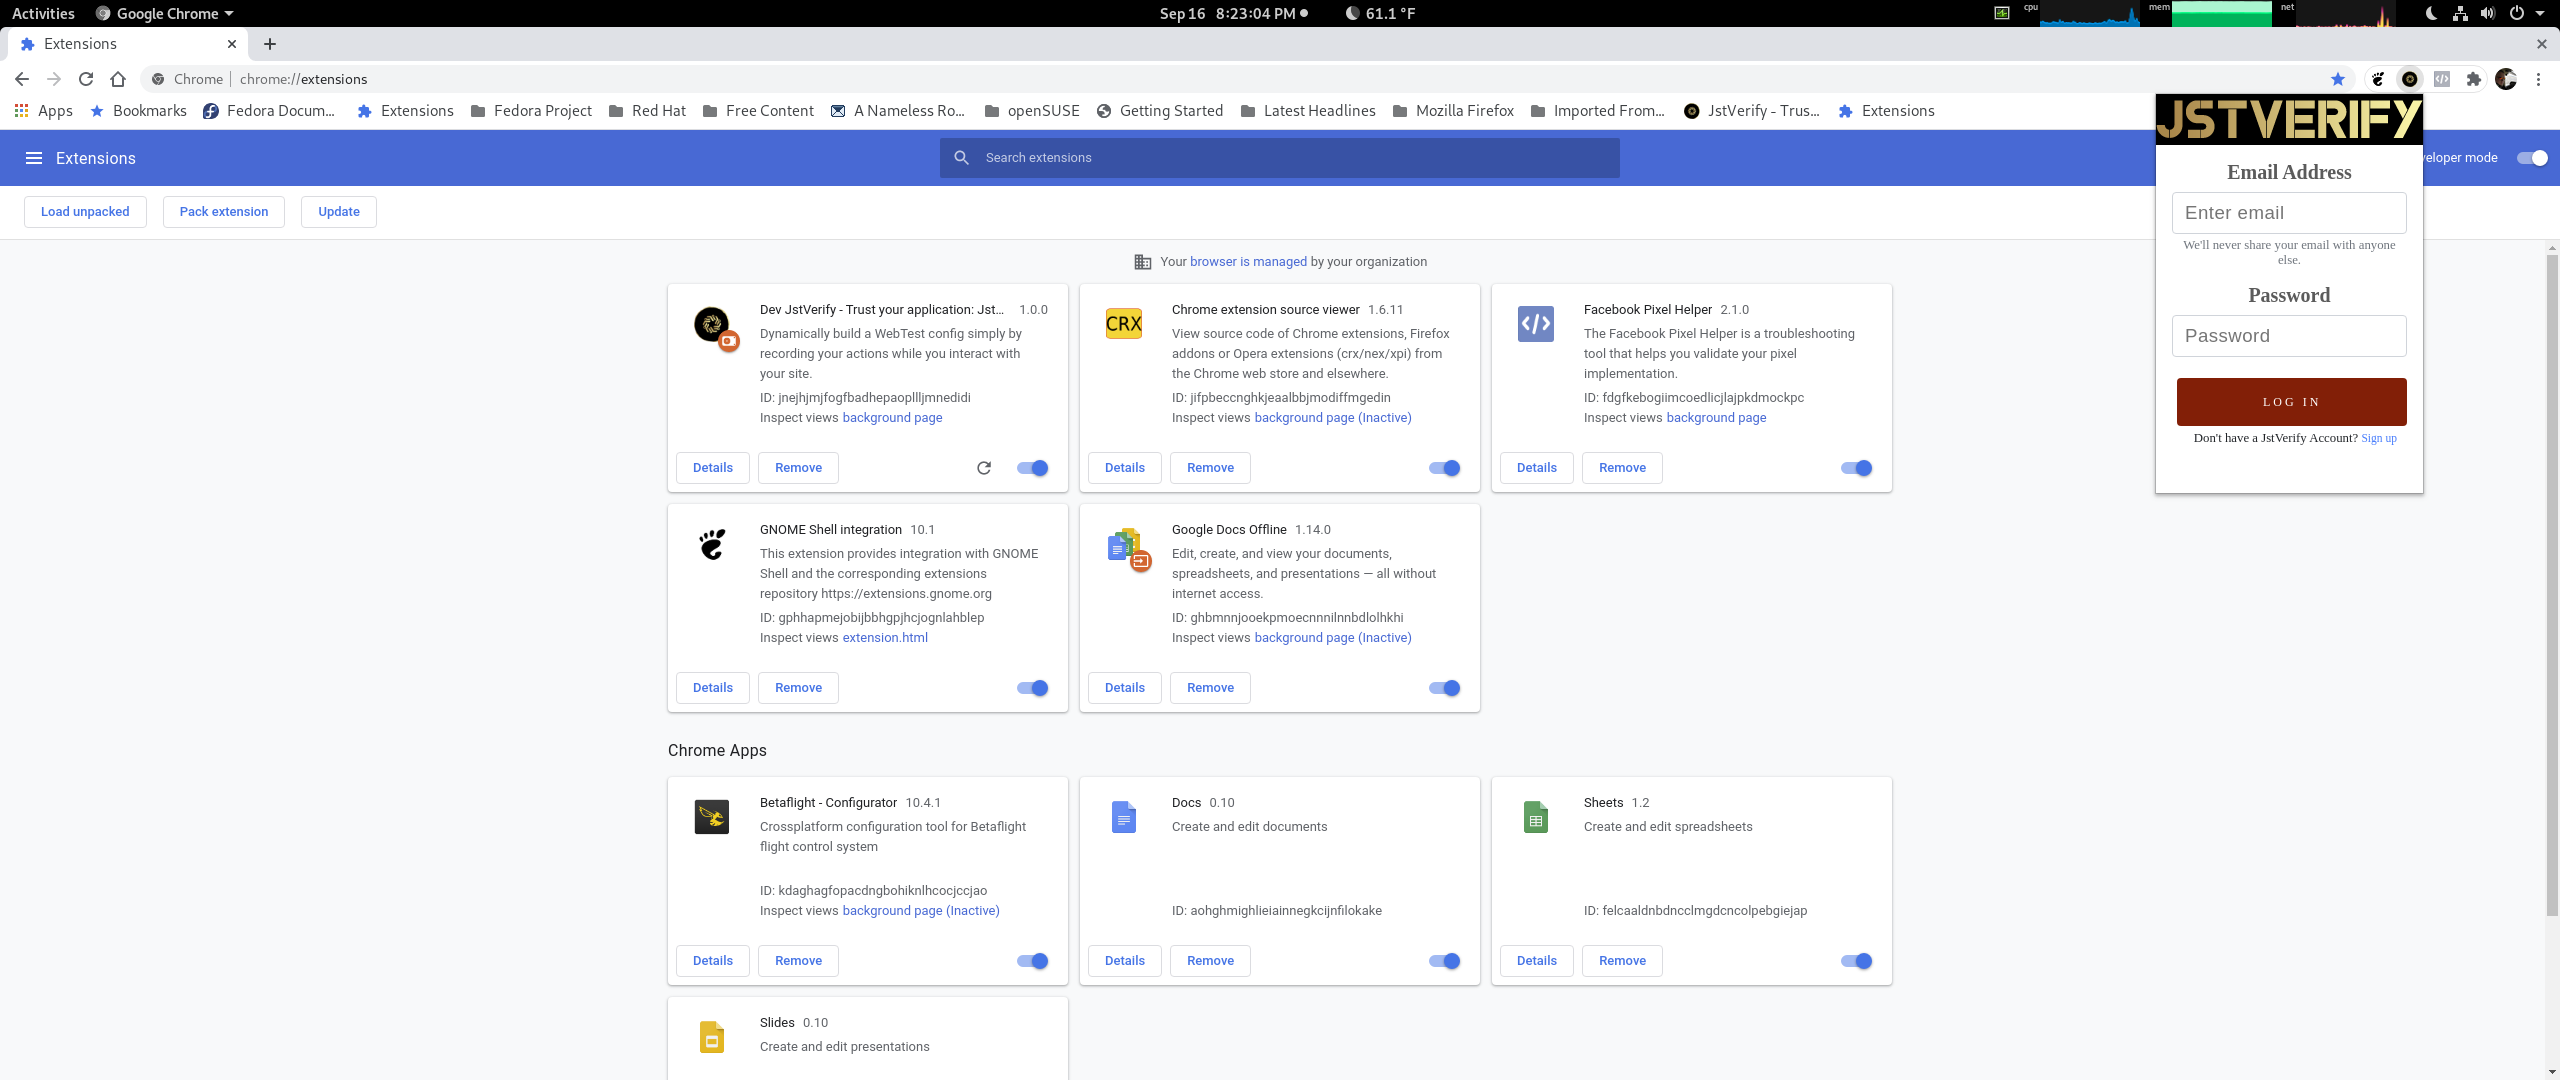 Activities Google Chrome Sep 16 8:23:04 PM 61.1 °F cpu mem net
Extensions
Chrome chrome://extensions
Apps Bookmarks Fedora Docum... Extensions Fedora Project Red Hat Free Content A Nameless Ro... openSUSE Getting Started Latest Headlines Mozilla Firefox Imported From... JstVerify - Trus... Extensions
Extensions Search extensions veloper mode
Load unpacked Pack extension Update
Your browser is managed by your organization
Dev JstVerify - Trust your application: Jst... 1.0.0
Dynamically build a WebTest config simply by
recording your actions while you interact with
your site.
ID: jnejhjmjfogfbadhepaopllljmnedidi
Inspect views background page
Details Remove
CRX
Chrome extension source viewer 1.6.11
View source code of Chrome extensions, Firefox
addons or Opera extensions (crx/nex/xpi) from
the Chrome web store and elsewhere.
ID: jifpbeccnghkjeaalbbjmodiffmgedin
Inspect views background page (Inactive)
Details Remove
Facebook Pixel Helper 2.1.0
The Facebook Pixel Helper is a troubleshooting
tool that helps you validate your pixel
implementation.
ID: fdgfkebogiimcoedlicjlajpkdmockpc
Inspect views background page
Details Remove
GNOME Shell integration 10.1
This extension provides integration with GNOME
Shell and the corresponding extensions
repository https://extensions.gnome.org
ID: gphhapmejobijbbhgpjhcjognlahblep
Inspect views extension.html
Details Remove
Google Docs Offline 1.14.0
Edit, create, and view your documents,
spreadsheets, and presentations — all without
internet access.
ID: ghbmnnjooekpmoecnnnilnnbdlolhkhi
Inspect views background page (Inactive)
Details Remove
Chrome Apps
Betaflight - Configurator 10.4.1
Crossplatform configuration tool for Betaflight
flight control system
ID: kdaghagfopacdngbohiknlhcocjccjao
Inspect views background page (Inactive)
Details Remove
Docs 0.10
Create and edit documents
ID: aohghmighlieiainnegkcijnfilokake
Details Remove
Sheets 1.2
Create and edit spreadsheets
ID: felcaaldnbdncclmgdcncolpebgiejap
Details Remove
Slides 0.10
Create and edit presentations
JSTVERIFY
Email Address
Enter email
We'll never share your email with anyone
else.
Password
Password
LOG IN
Don't have a JstVerify Account? Sign up